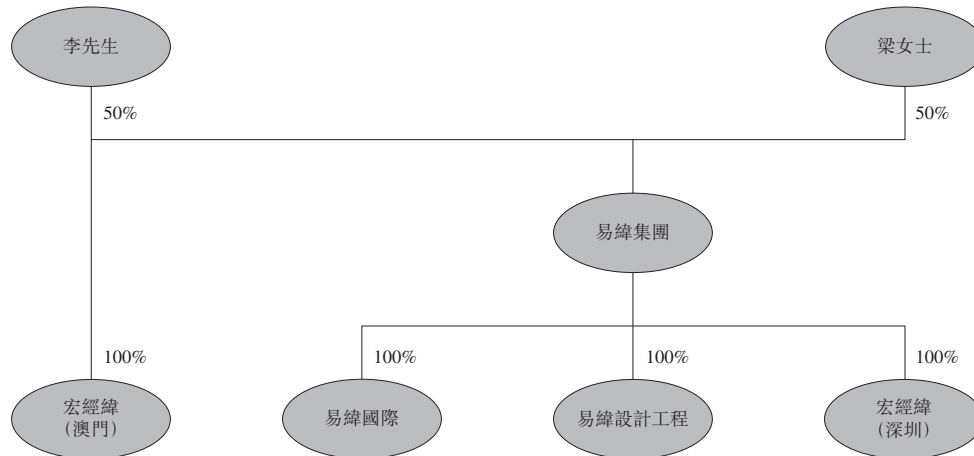 李先生
梁女士
50%
50%
易緯集團
100%
100%
100%
100%
宏經緯
(澳門)
易緯國際
易緯設計工程
宏經緯
(深圳)